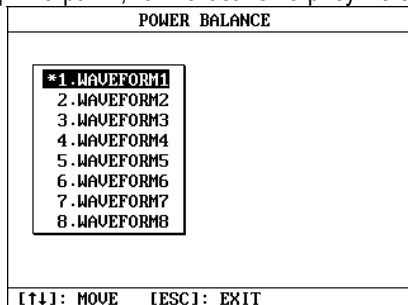 POWER BALANCE
*1.WAVEFORM1
2.WAVEFORM2
3.WAVEFORM3
4.WAVEFORM4
5.WAVEFORM5
6.WAVEFORM6
7.WAVEFORM7
8.WAVEFORM8
[↑↓]: MOVE [ESC]: EXIT